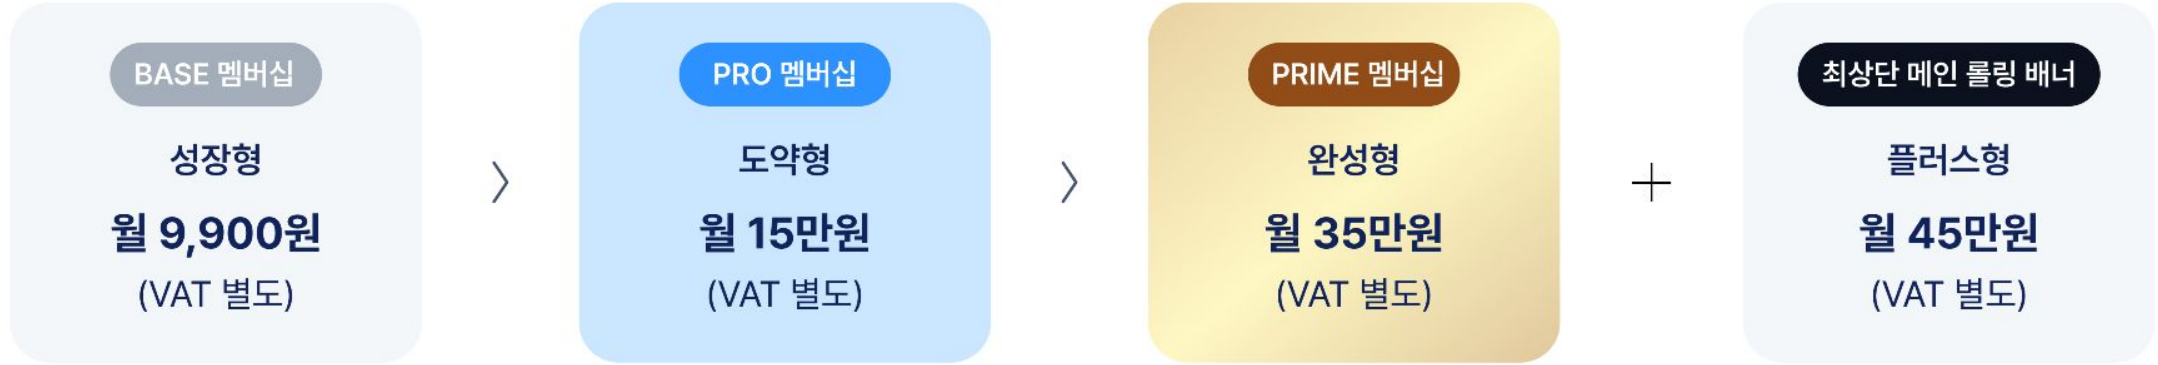 BASE 멤버십
성장형
월 9,900원
(VAT 별도)
PRO 멤버십
도약형
월 15만원
(VAT 별도)
PRIME 멤버십
완성형
월 35만원
(VAT 별도)
최상단 메인 롤링 배너
플러스형
월 45만원
(VAT 별도)